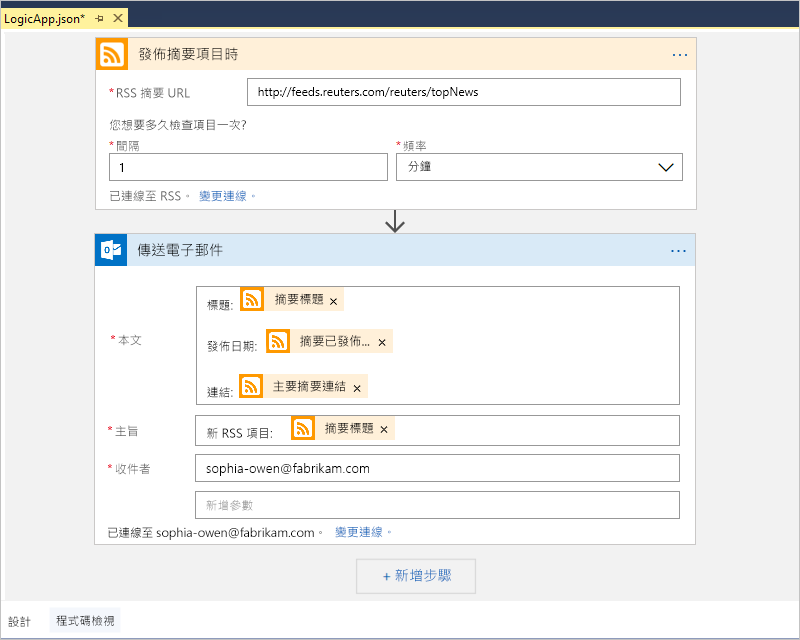 LogicApp.json*
發佈摘要項目時
*RSS 摘要 URL
http://feeds.reuters.com/reuters/topNews
您想要多久檢查項目一次?
*間隔
*頻率
1
分鐘
已連線至 RSS。 變更連線。
傳送電子郵件
*本文
標題: 摘要標題 ×
發佈日期: 摘要已發佈... ×
連結: 主要摘要連結 ×
*主旨
新 RSS 項目: 摘要標題 ×
*收件者
sophia-owen@fabrikam.com
新增參數
已連線至 sophia-owen@fabrikam.com。 變更連線。
+ 新增步驟
設計 程式碼檢視